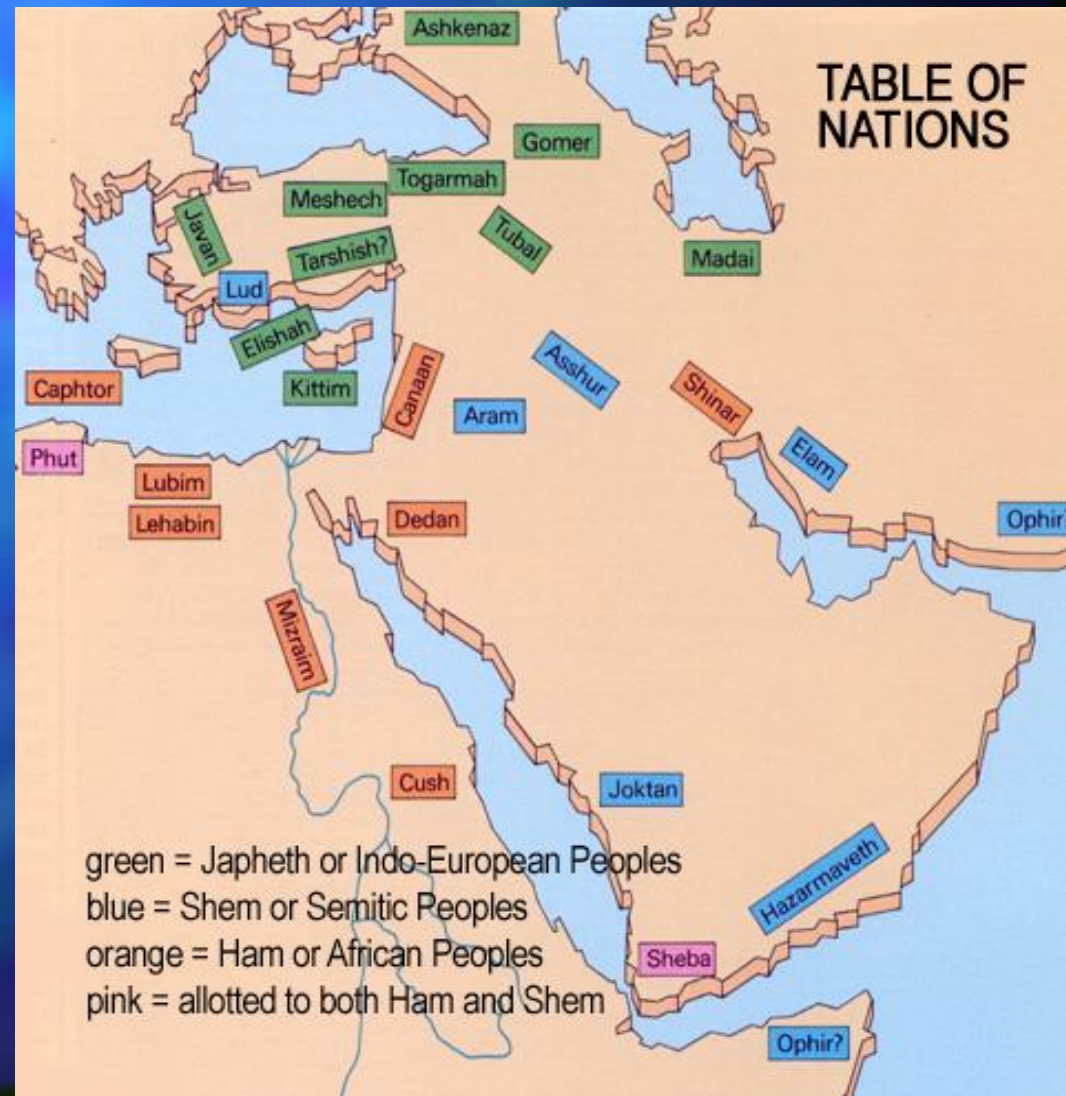 Ashkenaz
TABLE OF
NATIONS
Gomer
Togarmah
Meshech
Javan
Tubal
Tarshish?
Madai
Lud
Elishah
Asshur
Caphtor
Kittim
Canaan
Shinar
Aram
Phut
Elam
Lubim
Lehabin
Dedan
Ophir?
Mizraim
Cush
Joktan
green = Japheth or Indo-European Peoples
blue = Shem or Semitic Peoples
Hazarmaveth
orange = Ham or African Peoples
Sheba
pink = allotted to both Ham and Shem
Ophir?